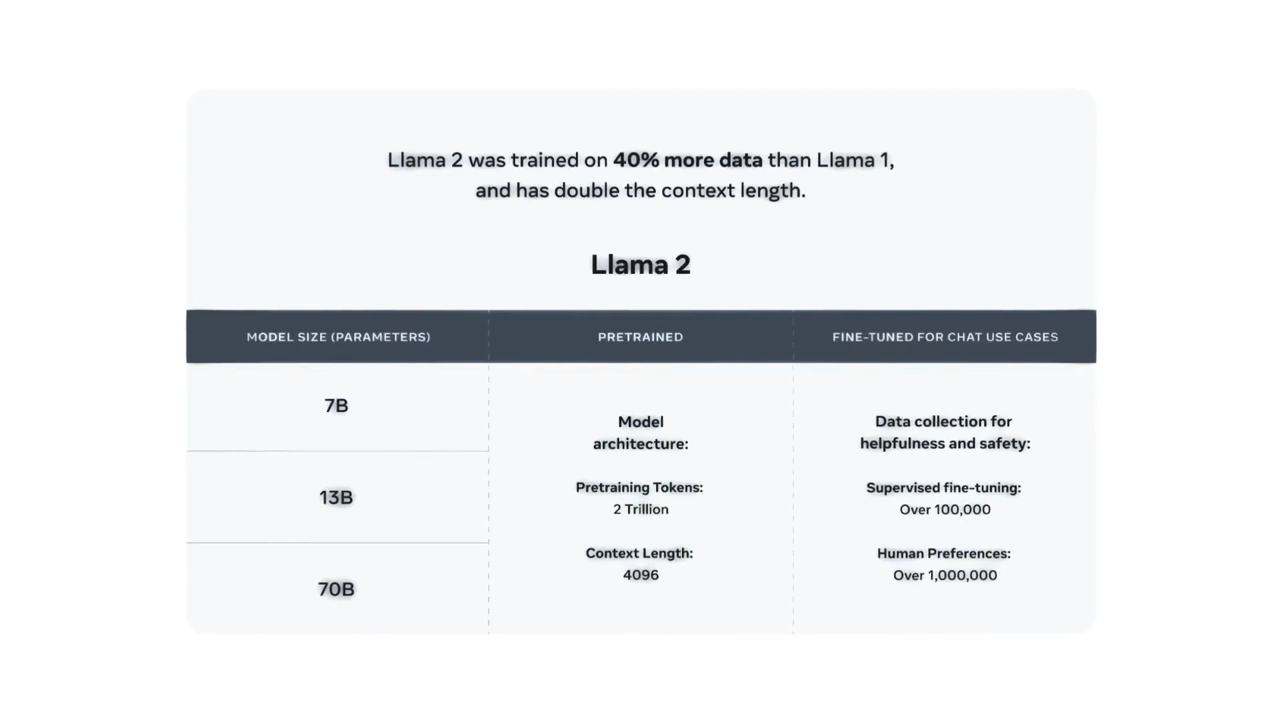 Llama 2 was trained on 40% more data than Llama 1,
and has double the context length.
Llama 2
MODEL SIZE (PARAMETERS)
PRETRAINED
FINE-TUNED FOR CHAT USE CASES
7B
13B
70B
Model
architecture:
Pretraining Tokens:
2 Trillion
Context Length:
4096
Data collection for
helpfulness and safety:
Supervised fine-tuning:
Over 100,000
Human Preferences:
Over 1,000,000